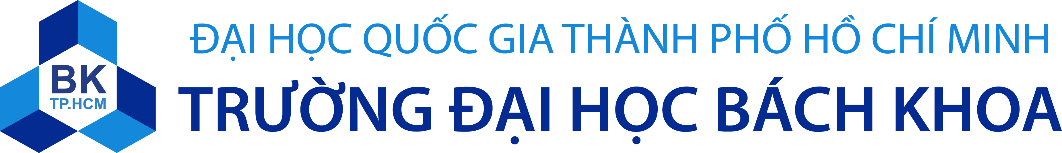 BK
TP.HCM
ĐẠI HỌC QUỐC GIA THÀNH PHỐ HỒ CHÍ MINH
TRƯỜNG ĐẠI HỌC BÁCH KHOA